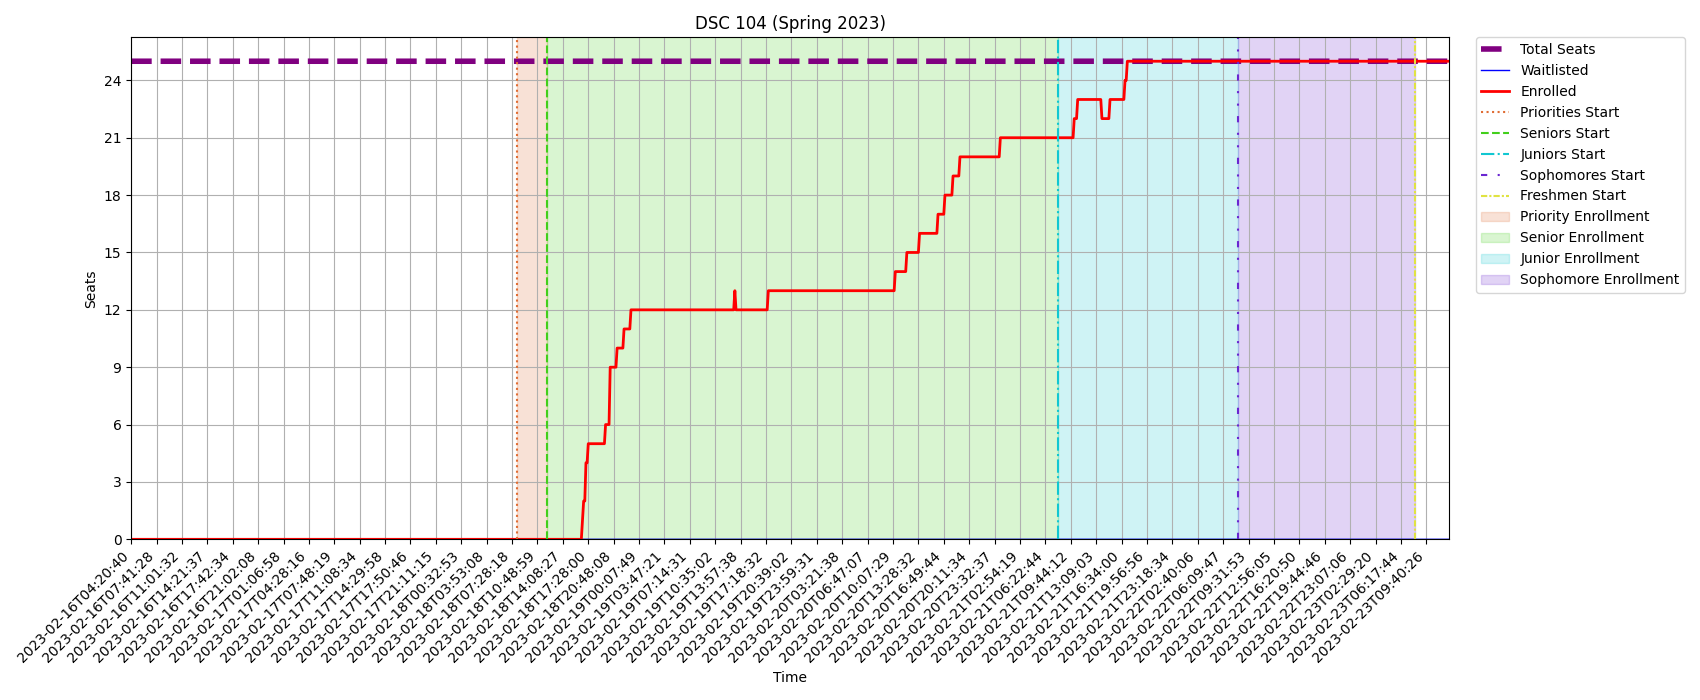 DSC 104 (Spring 2023)
Total Seats
Waitlisted
Enrolled
Priorities Start
Seniors Start
Juniors Start
Sophomores Start
Freshmen Start
Priority Enrollment
Senior Enrollment
Junior Enrollment
Sophomore Enrollment
Seats
24
21
18
15
12
9
6
3
0
2023-02-16T04:20:40
2023-02-16T07:41:28
2023-02-16T11:01:32
2023-02-16T14:21:37
2023-02-16T17:42:34
2023-02-16T21:02:08
2023-02-17T01:06:58
2023-02-17T04:28:16
2023-02-17T07:48:19
2023-02-17T11:08:34
2023-02-17T14:29:58
2023-02-17T17:50:46
2023-02-17T21:11:15
2023-02-18T00:32:53
2023-02-18T03:53:08
2023-02-18T07:28:18
2023-02-18T10:48:59
2023-02-18T14:08:27
2023-02-18T17:28:00
2023-02-18T20:48:08
2023-02-19T00:07:49
2023-02-19T03:47:21
2023-02-19T07:14:31
2023-02-19T10:35:02
2023-02-19T13:57:38
2023-02-19T17:18:32
2023-02-19T20:39:02
2023-02-19T23:59:31
2023-02-20T03:21:38
2023-02-20T06:47:07
2023-02-20T10:07:29
2023-02-20T13:28:32
2023-02-20T16:49:44
2023-02-20T20:11:34
2023-02-20T23:32:37
2023-02-21T02:54:19
2023-02-21T06:22:44
2023-02-21T09:44:12
2023-02-21T13:09:03
2023-02-21T16:34:00
2023-02-21T19:56:56
2023-02-21T23:18:34
2023-02-22T02:40:06
2023-02-22T06:09:47
2023-02-22T09:31:53
2023-02-22T12:56:05
2023-02-22T16:20:50
2023-02-22T19:44:46
2023-02-22T23:07:06
2023-02-23T02:29:20
2023-02-23T06:17:44
2023-02-23T09:40:26
Time